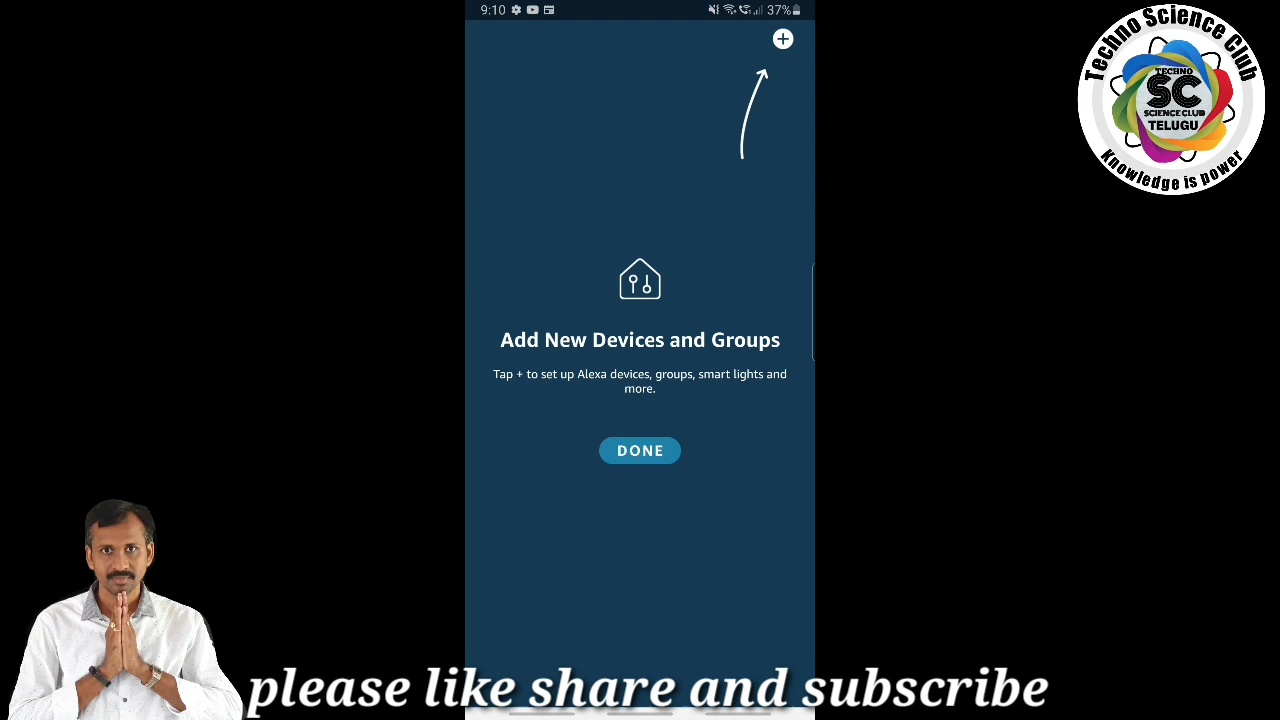 9:10
37%
Techno Science Club
TECHNO
SC
SCIENCE CLUB
TELUGU
Knowledge is power
Add New Devices and Groups
Tap + to set up Alexa devices, groups, smart lights and
more.
DONE
please like share and subscribe